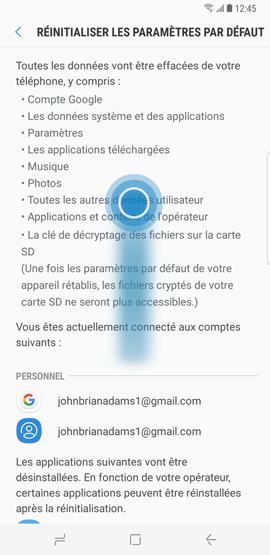 12:45
RÉINITIALISER LES PARAMÈTRES PAR DÉFAUT
Toutes les données vont être effacées de votre
téléphone, y compris :
• Compte Google
• Les données système et des applications
• Paramètres
• Les applications téléchargées
• Musique
• Photos
• Toutes les autres données utilisateur
• Applications et contenu de l'opérateur
• La clé de décryptage des fichiers sur la carte
SD
(Une fois les paramètres par défaut de votre
appareil rétablis, les fichiers cryptés de votre
carte SD ne seront plus accessibles.)
Vous êtes actuellement connecté aux comptes
suivants :
PERSONNEL
johnbrianadams1@gmail.com
johnbrianadams1@gmail.com
Les applications suivantes vont être
désinstallées. En fonction de votre opérateur,
certaines applications peuvent être réinstallées
après la réinitialisation.